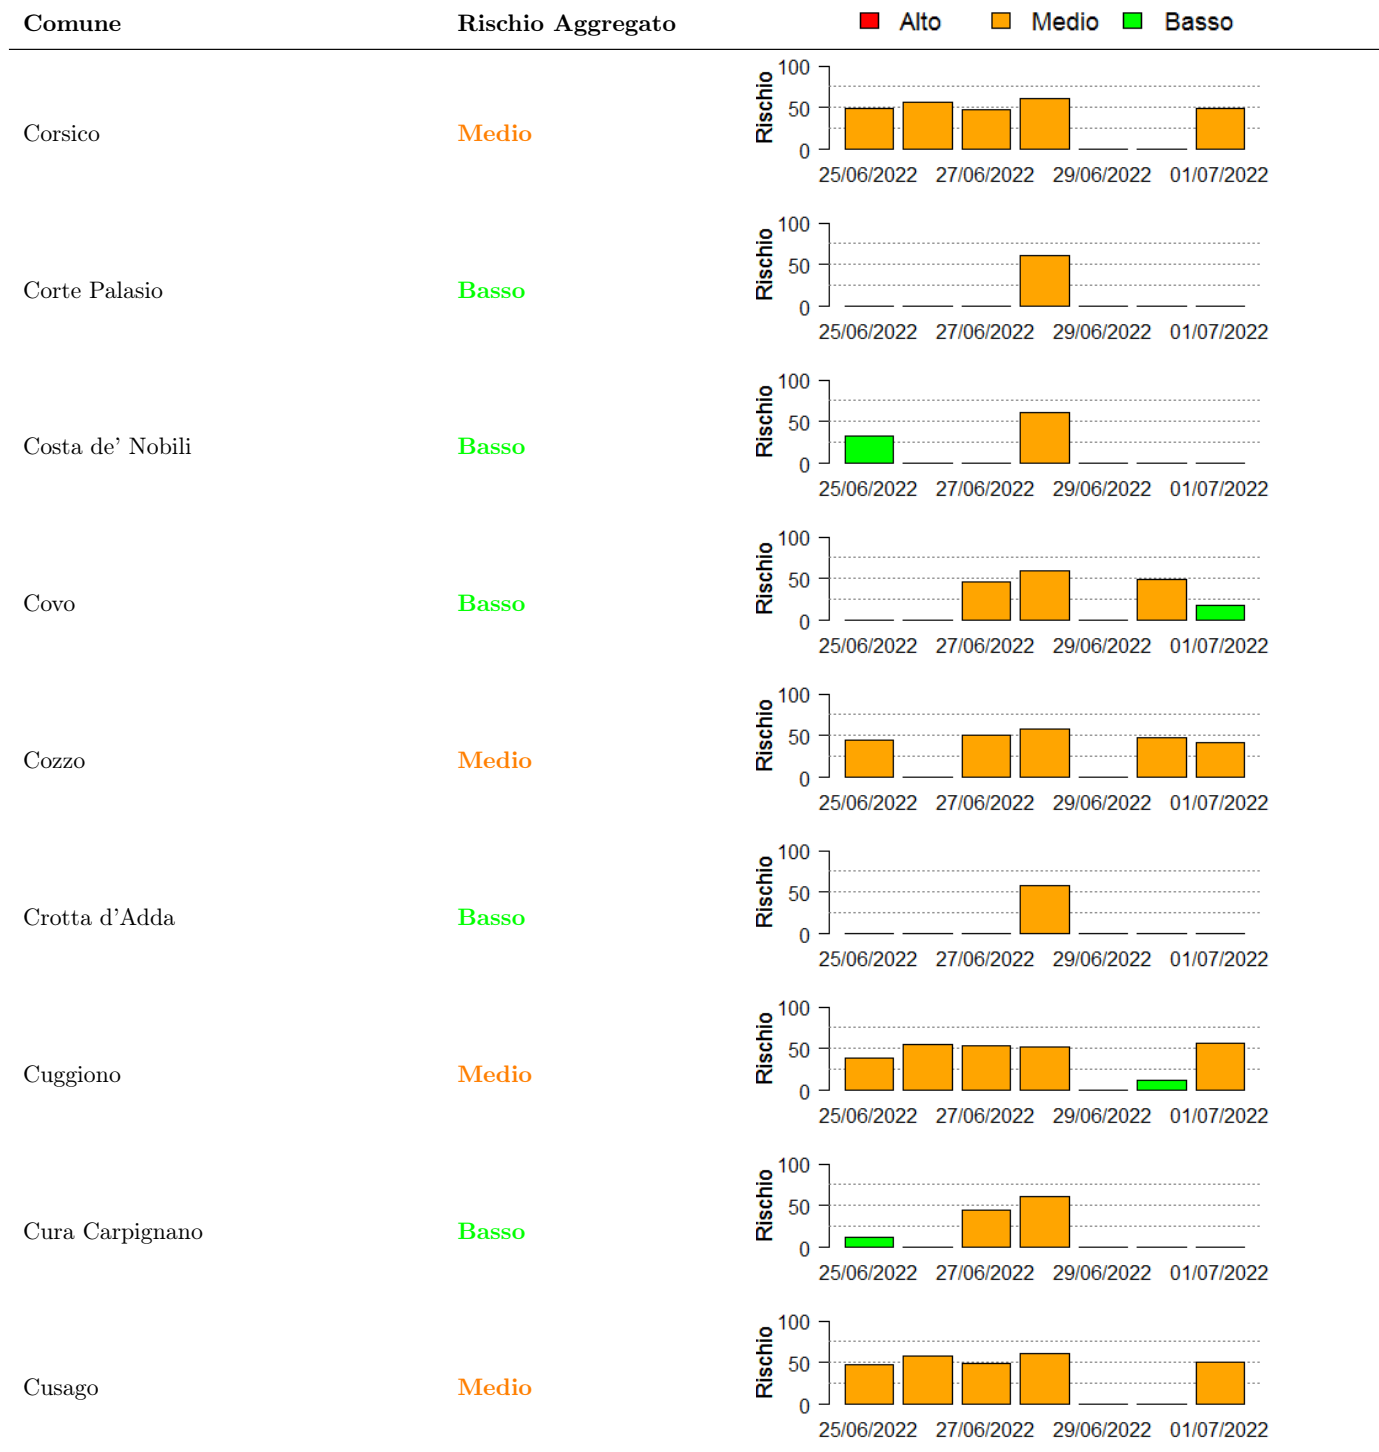 Comune Rischio Aggregato Alto Medio Basso
100
50
0
Rischio
Corsico Medio
25/06/2022 27/06/2022 29/06/2022 01/07/2022
100
50
0
Rischio
Corte Palasio Basso
25/06/2022 27/06/2022 29/06/2022 01/07/2022
100
50
0
Rischio
Costa de' Nobili Basso
25/06/2022 27/06/2022 29/06/2022 01/07/2022
100
50
0
Rischio
Covo Basso
25/06/2022 27/06/2022 29/06/2022 01/07/2022
100
50
0
Rischio
Cozzo Medio
25/06/2022 27/06/2022 29/06/2022 01/07/2022
100
50
0
Rischio
Crotta d'Adda Basso
25/06/2022 27/06/2022 29/06/2022 01/07/2022
100
50
0
Rischio
Cuggiono Medio
25/06/2022 27/06/2022 29/06/2022 01/07/2022
100
50
0
Rischio
Cura Carpignano Basso
25/06/2022 27/06/2022 29/06/2022 01/07/2022
100
50
0
Rischio
Cusago Medio
25/06/2022 27/06/2022 29/06/2022 01/07/2022